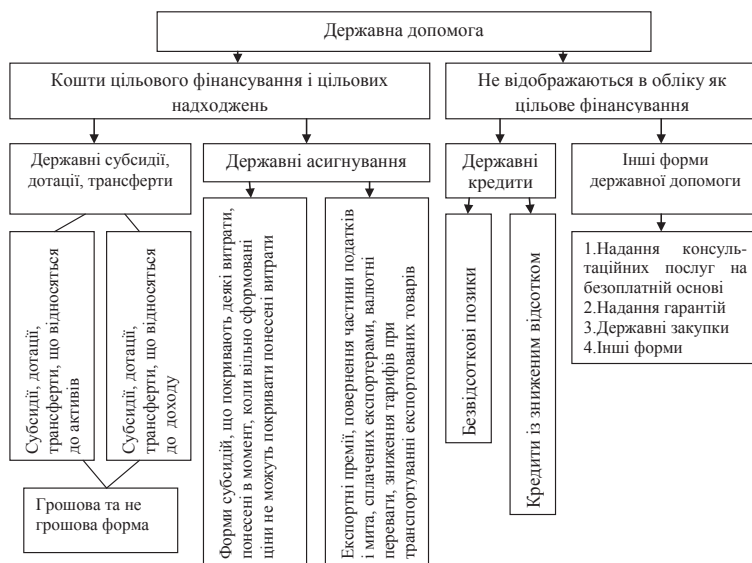 Державна допомога
Кошти цільового фінансування і цільових
надходжень
Не відображаються в обліку як
цільове фінансування
Державні субсидії,
дотації, трансферти
Державні асигнування
Державні
кредити
Інші форми
державної допомоги
Субсидії, дотації,
трансферти, що відносяться
до активів
Субсидії, дотації,
трансферти, що відносяться
до доходу
Грошова та не
грошова форма
Форми субсидій, що покривають деякі витрати,
понесені в момент, коли вільно сформовані
ціни не можуть покривати понесені витрати
Експортні премії, повернення частини податків
і мита, сплачених експортерами, валютні
переваги, зниження тарифів при
транспортуванні експортованих товарів
Безвідсоткові позики
Кредити із зниженим відсотком
1.Надання консуль-
таційних послуг на
безоплатній основі
2.Надання гарантій
3.Державні закупки
4.Інші форми